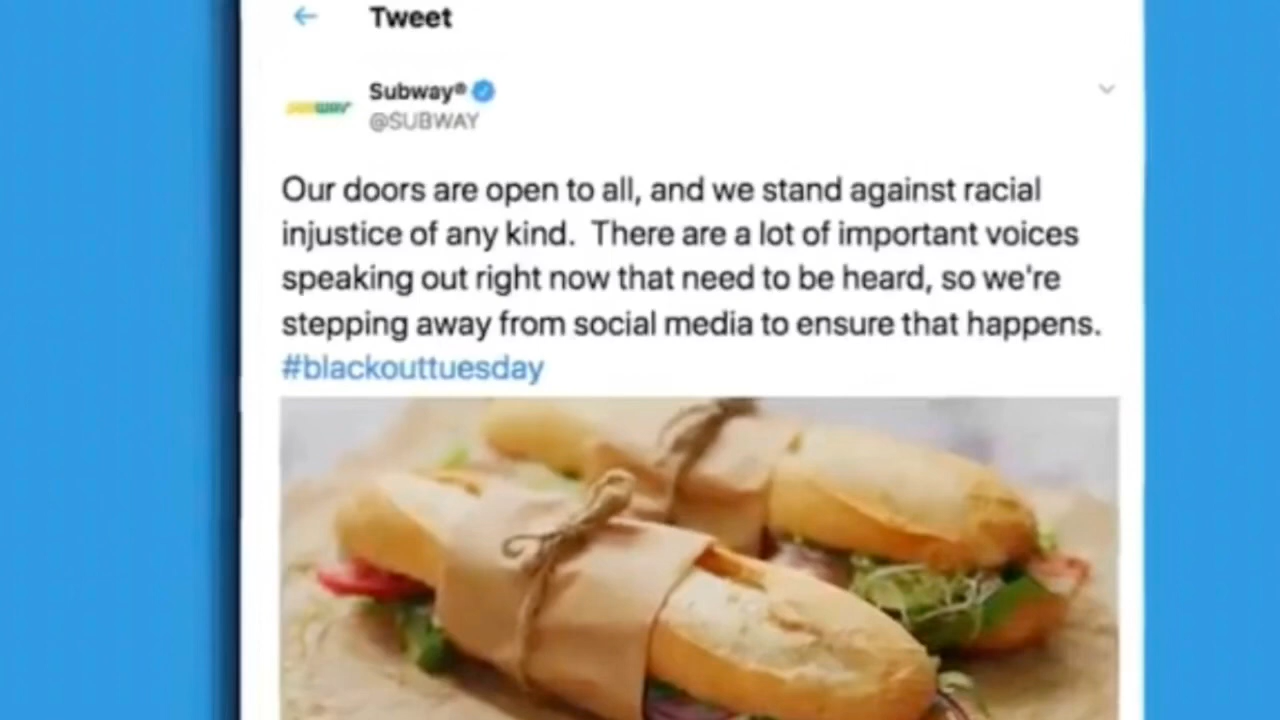 Tweet
Subway®
SUBWAY
@SUBWAY
Our doors are open to all, and we stand against racial
injustice of any kind.  There are a lot of important voices
speaking out right now that need to be heard, so we're
stepping away from social media to ensure that happens.
#blackouttuesday